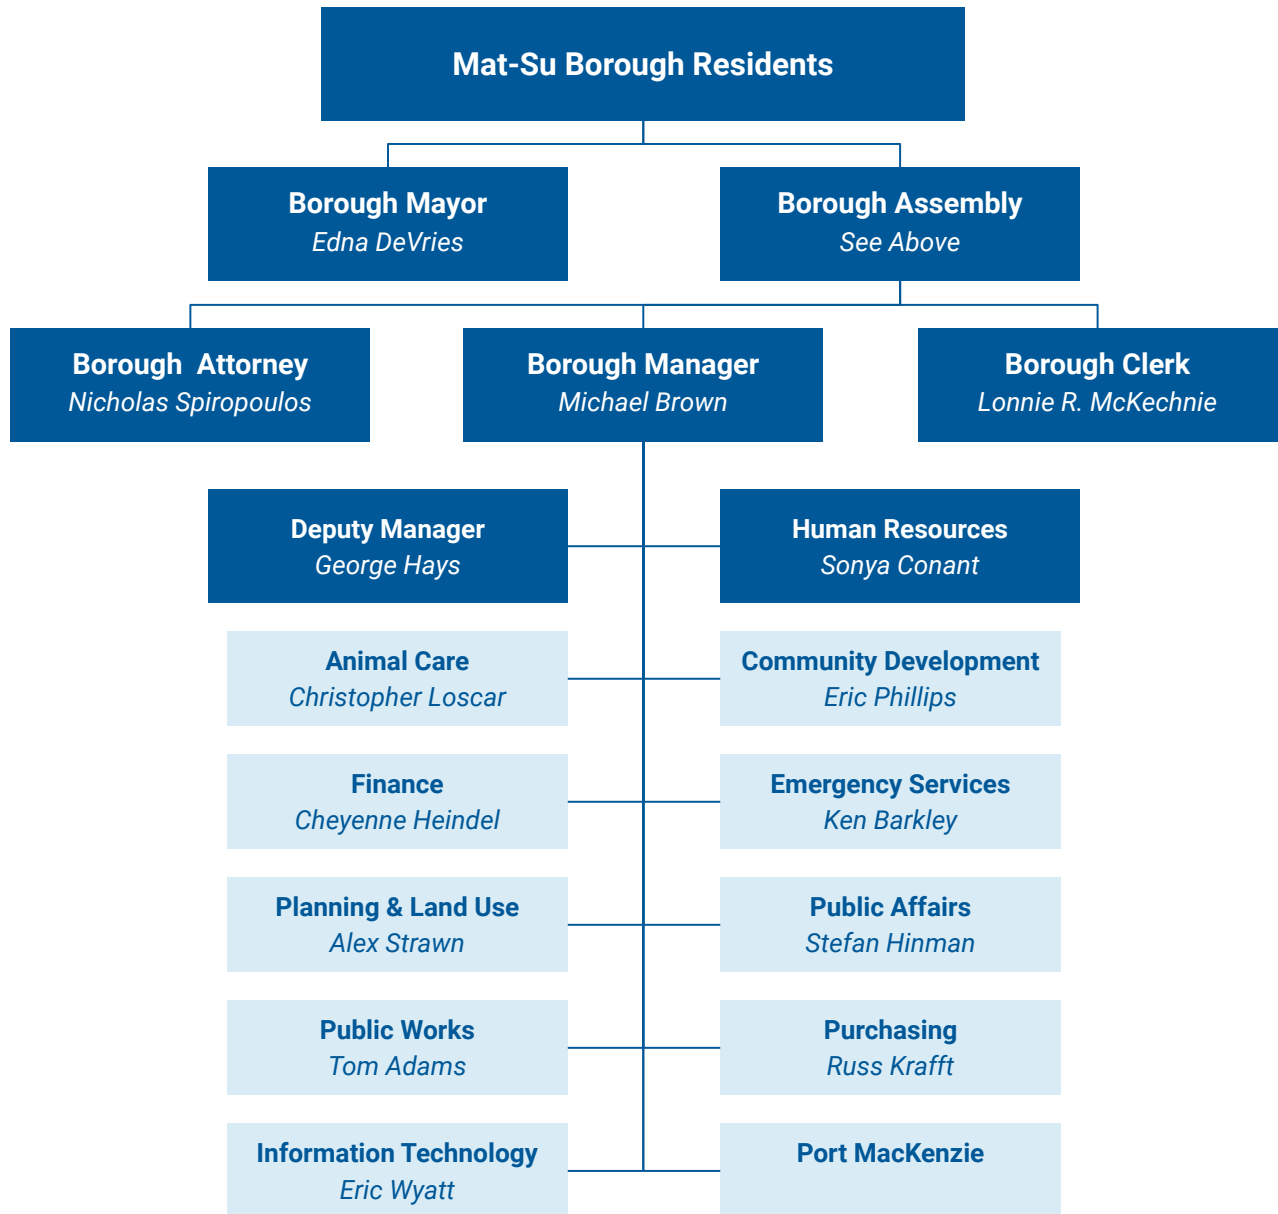 Mat-Su Borough Residents
Borough Mayor
Edna DeVries
Borough Assembly
See Above
Borough  Attorney
Nicholas Spiropoulos
Borough Manager
Michael Brown
Borough Clerk
Lonnie R. McKechnie
Deputy Manager
George Hays
Human Resources
Sonya Conant
Animal Care
Christopher Loscar
Community Development
Eric Phillips
Finance
Cheyenne Heindel
Emergency Services
Ken Barkley
Planning & Land Use
Alex Strawn
Public Affairs
Stefan Hinman
Public Works
Tom Adams
Purchasing
Russ Krafft
Information Technology
Eric Wyatt
Port MacKenzie